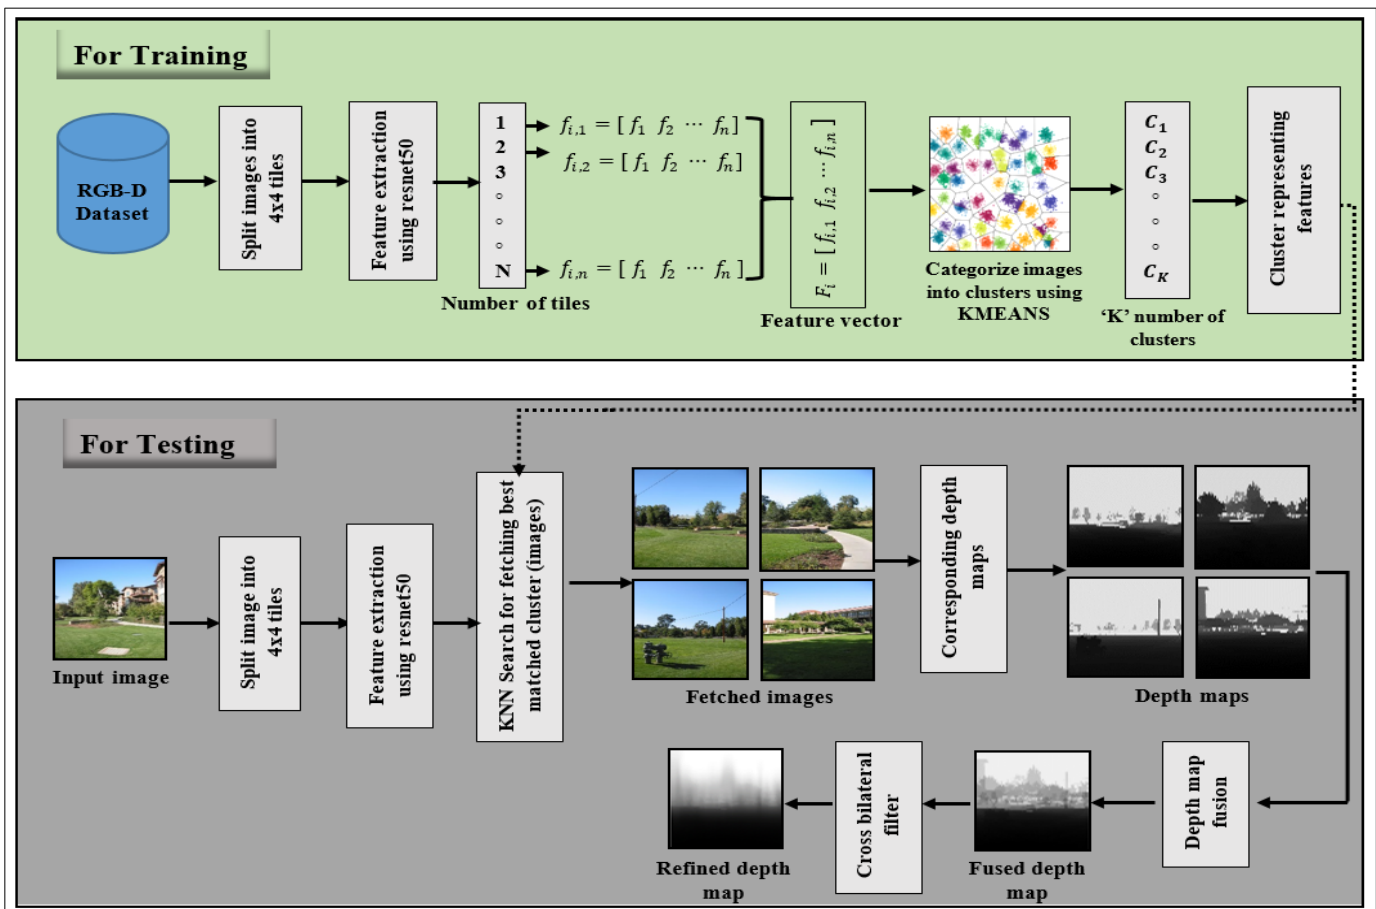 For Training
RGB-D
Dataset
Split images into
4x4 tiles
Feature extraction
using resnet50
1
2
3
N
Number of tiles
f_{i,1} = [ f_1 f_2 ⋯ f_n ]
f_{i,2} = [ f_1 f_2 ⋯ f_n ]
f_{i,n} = [ f_1 f_2 ⋯ f_n ]
F_i = [ f_{i,1} f_{i,2} ⋯ f_{i,n} ]
Feature vector
Categorize images
into clusters using
KMEANS
C_1
C_2
C_3
C_K
‘K’ number of
clusters
Cluster representing
features
For Testing
Input image
Split image into
4x4 tiles
Feature extraction
using resnet50
KNN Search for fetching best
matched cluster (images)
Fetched images
Corresponding depth
maps
Depth maps
Depth map
fusion
Fused depth
map
Cross bilateral
filter
Refined depth
map